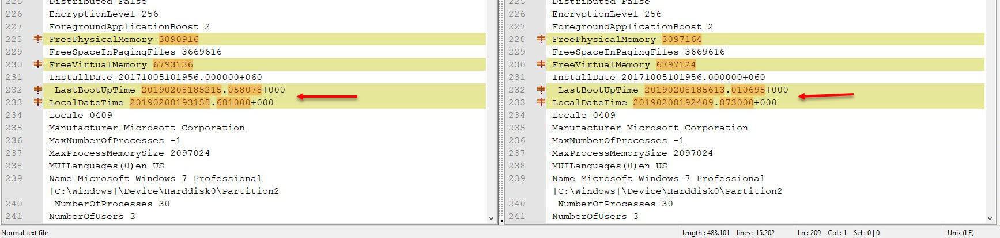 225 Distributed False
226 EncryptionLevel 256
227 ForegroundApplicationBoost 2
228 FreePhysicalMemory 3090916
229 FreeSpaceInPagingFiles 3669616
230 FreeVirtualMemory 6793136
231 InstallDate 20171005101956.000000+060
232 LastBootUpTime 20190208185215.058078+000
233 LocalDateTime 20190208193158.681000+000
234 Locale 0409
235 Manufacturer Microsoft Corporation
236 MaxNumberOfProcesses -1
237 MaxProcessMemorySize 2097024
238 MUILanguages(0)en-US
239 Name Microsoft Windows 7 Professional
|C:\Windows|\Device\Harddisk0\Partition2
240 NumberOfProcesses 30
241 NumberOfUsers 3
225 Distributed False
226 EncryptionLevel 256
227 ForegroundApplicationBoost 2
228 FreePhysicalMemory 3097164
229 FreeSpaceInPagingFiles 3669616
230 FreeVirtualMemory 6797124
231 InstallDate 20171005101956.000000+060
232 LastBootUpTime 20190208185613.010695+000
233 LocalDateTime 20190208192409.873000+000
234 Locale 0409
235 Manufacturer Microsoft Corporation
236 MaxNumberOfProcesses -1
237 MaxProcessMemorySize 2097024
238 MUILanguages(0)en-US
239 Name Microsoft Windows 7 Professional
|C:\Windows|\Device\Harddisk0\Partition2
240 NumberOfProcesses 30
241 NumberOfUsers 3
Normal text file length : 483.101 lines : 15.202 Ln : 209 Col : 1 Sel : 0 | 0 Unix (LF)